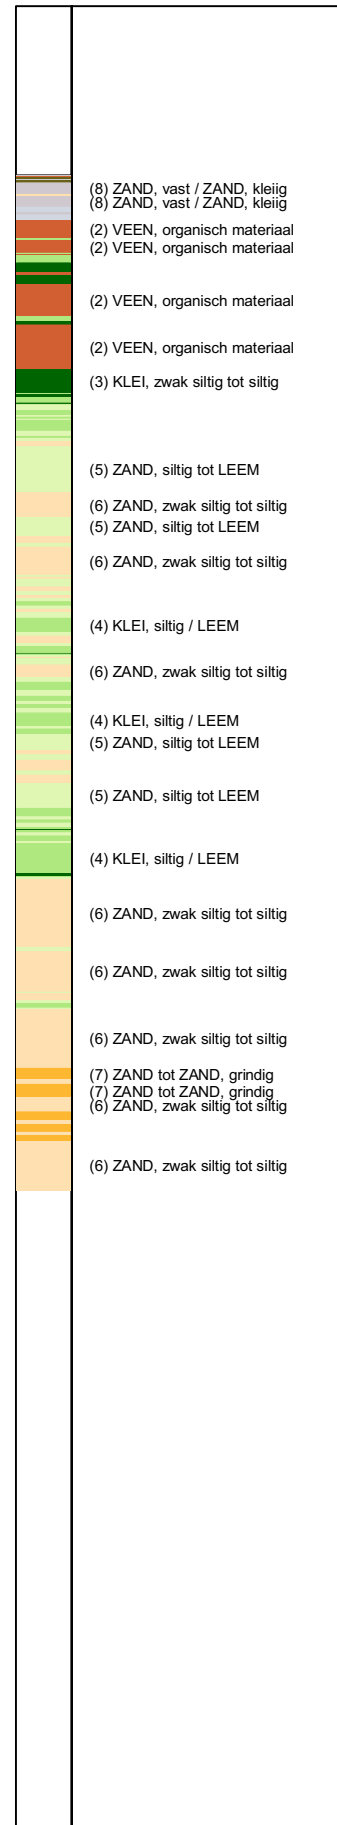 (8) ZAND, vast / ZAND, kleiig
(8) ZAND, vast / ZAND, kleiig
(2) VEEN, organisch materiaal
(2) VEEN, organisch materiaal
(2) VEEN, organisch materiaal
(2) VEEN, organisch materiaal
(3) KLEI, zwak siltig tot siltig
(5) ZAND, siltig tot LEEM
(6) ZAND, zwak siltig tot siltig
(5) ZAND, siltig tot LEEM
(6) ZAND, zwak siltig tot siltig
(4) KLEI, siltig / LEEM
(6) ZAND, zwak siltig tot siltig
(4) KLEI, siltig / LEEM
(5) ZAND, siltig tot LEEM
(5) ZAND, siltig tot LEEM
(4) KLEI, siltig / LEEM
(6) ZAND, zwak siltig tot siltig
(6) ZAND, zwak siltig tot siltig
(6) ZAND, zwak siltig tot siltig
(7) ZAND tot ZAND, grindig
(7) ZAND tot ZAND, grindig
(6) ZAND, zwak siltig tot siltig
(6) ZAND, zwak siltig tot siltig